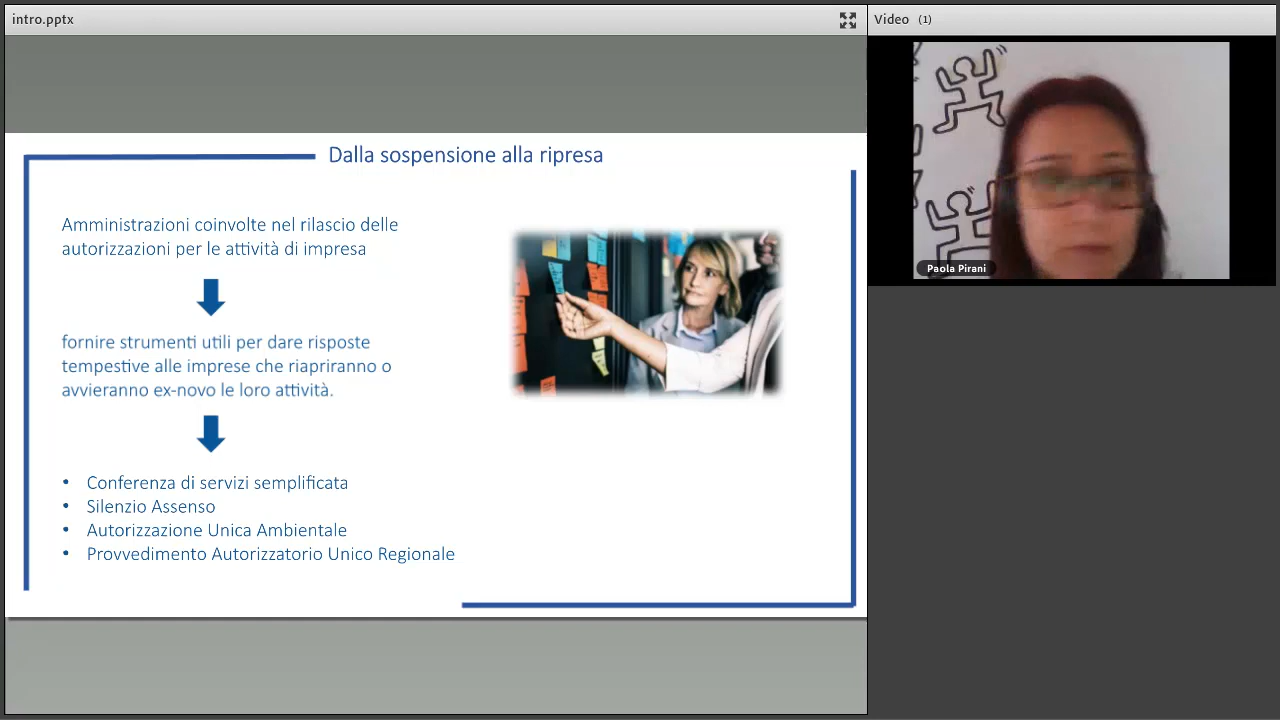 intro.pptx
Video (1)
Dalla sospensione alla ripresa
Amministrazioni coinvolte nel rilascio delle
autorizzazioni per le attività di impresa
fornire strumenti utili per dare risposte
tempestive alle imprese che riapriranno o
avvieranno ex-novo le loro attività.
• Conferenza di servizi semplificata
• Silenzio Assenso
• Autorizzazione Unica Ambientale
• Provvedimento Autorizzatorio Unico Regionale
Paola Pirani